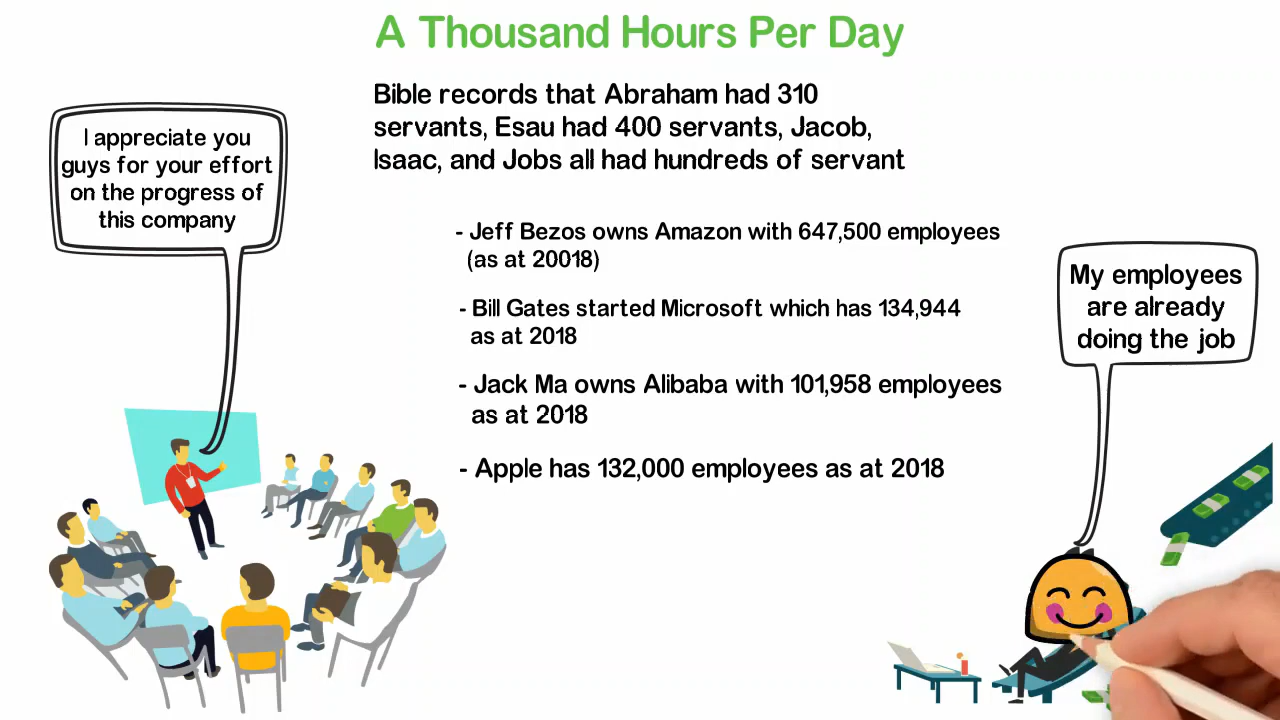 A Thousand Hours Per Day
Bible records that Abraham had 310
servants, Esau had 400 servants, Jacob,
Isaac, and Jobs all had hundreds of servant
I appreciate you
guys for your effort
on the progress of
this company
- Jeff Bezos owns Amazon with 647,500 employees
(as at 20018)
- Bill Gates started Microsoft which has 134,944
as at 2018
- Jack Ma owns Alibaba with 101,958 employees
as at 2018
- Apple has 132,000 employees as at 2018
My employees
are already
doing the job